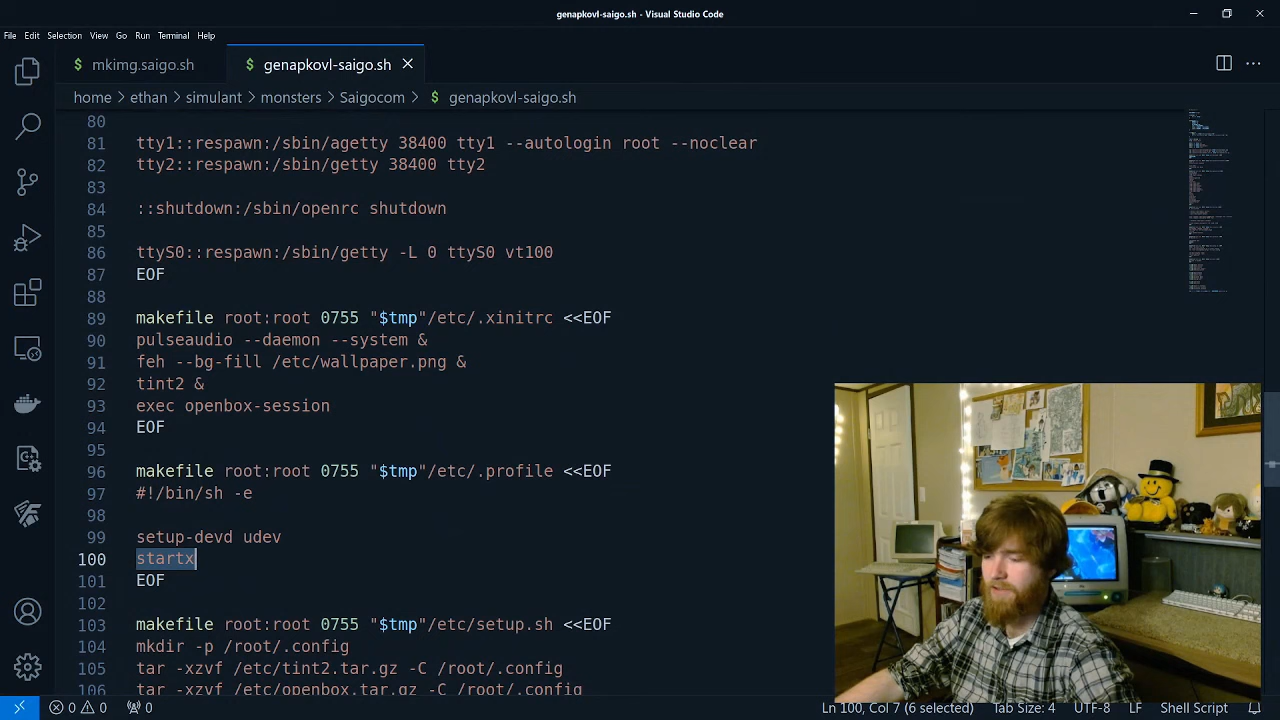 genapkovl-saigo.sh - Visual Studio Code
File Edit Selection View Go Run Terminal Help
$ mkimg.saigo.sh
$ genapkovl-saigo.sh
home > ethan > simulant > monsters > Saigocom > $ genapkovl-saigo.sh
80
81 tty1::respawn:/sbin/agetty 38400 tty1 --autologin root --noclear
82 tty2::respawn:/sbin/getty 38400 tty2
83
84 ::shutdown:/sbin/openrc shutdown
85
86 ttyS0::respawn:/sbin/getty -L 0 ttyS0 vt100
87 EOF
88
89 makefile root:root 0755 "$tmp"/etc/.xinitrc <<EOF
90 pulseaudio --daemon --system &
91 feh --bg-fill /etc/wallpaper.png &
92 tint2 &
93 exec openbox-session
94 EOF
95
96 makefile root:root 0755 "$tmp"/etc/.profile <<EOF
97 #!/bin/sh -e
98
99 setup-devd udev
100 startx
101 EOF
102
103 makefile root:root 0755 "$tmp"/etc/setup.sh <<EOF
104 mkdir -p /root/.config
105 tar -xzvf /etc/tint2.tar.gz -C /root/.config
106 tar -xzvf /etc/openbox.tar.gz -C /root/.config
0 0 0 Ln 100, Col 7 (6 selected) Tab Size: 4 UTF-8 LF Shell Script